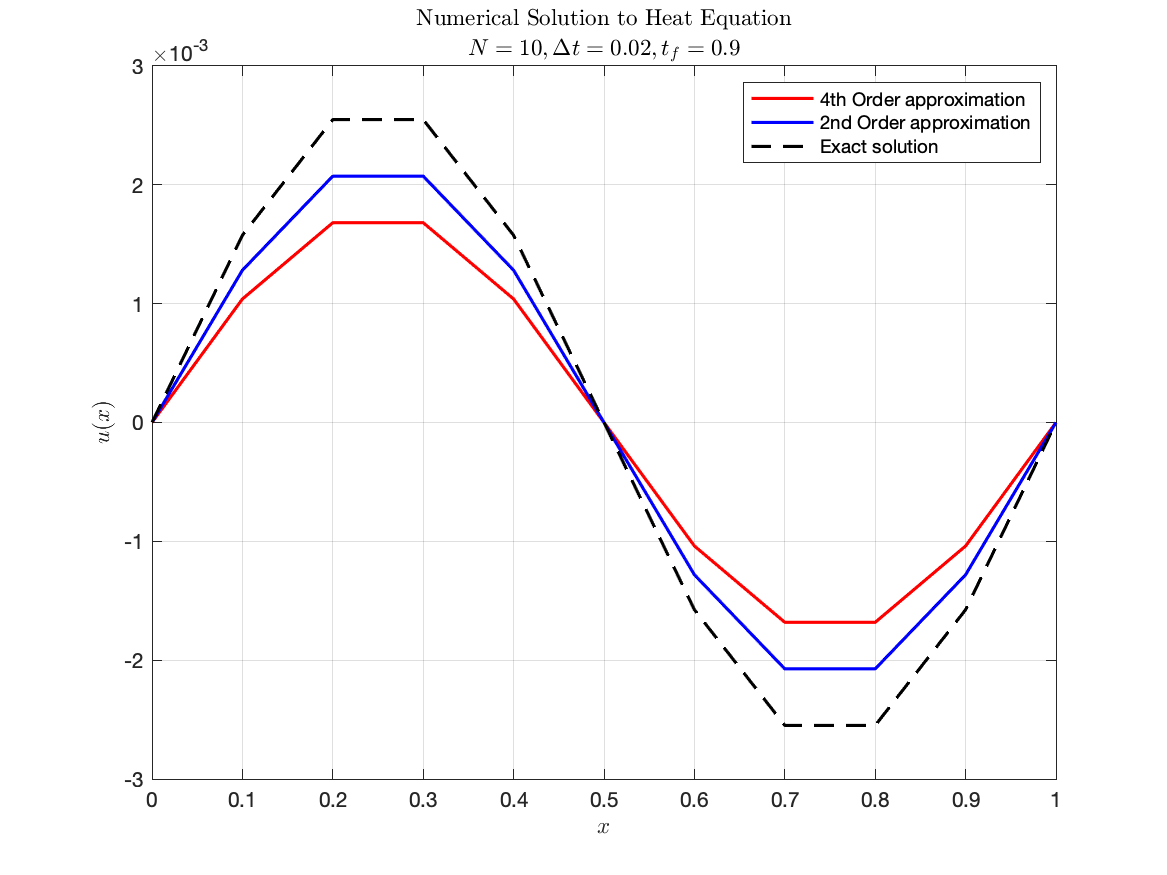 Numerical Solution to Heat Equation
N = 10, Δt = 0.02, t_f = 0.9
×10⁻³
3
2
1
0
-1
-2
-3
u(x)
4th Order approximation
2nd Order approximation
Exact solution
0 0.1 0.2 0.3 0.4 0.5 0.6 0.7 0.8 0.9 1
x